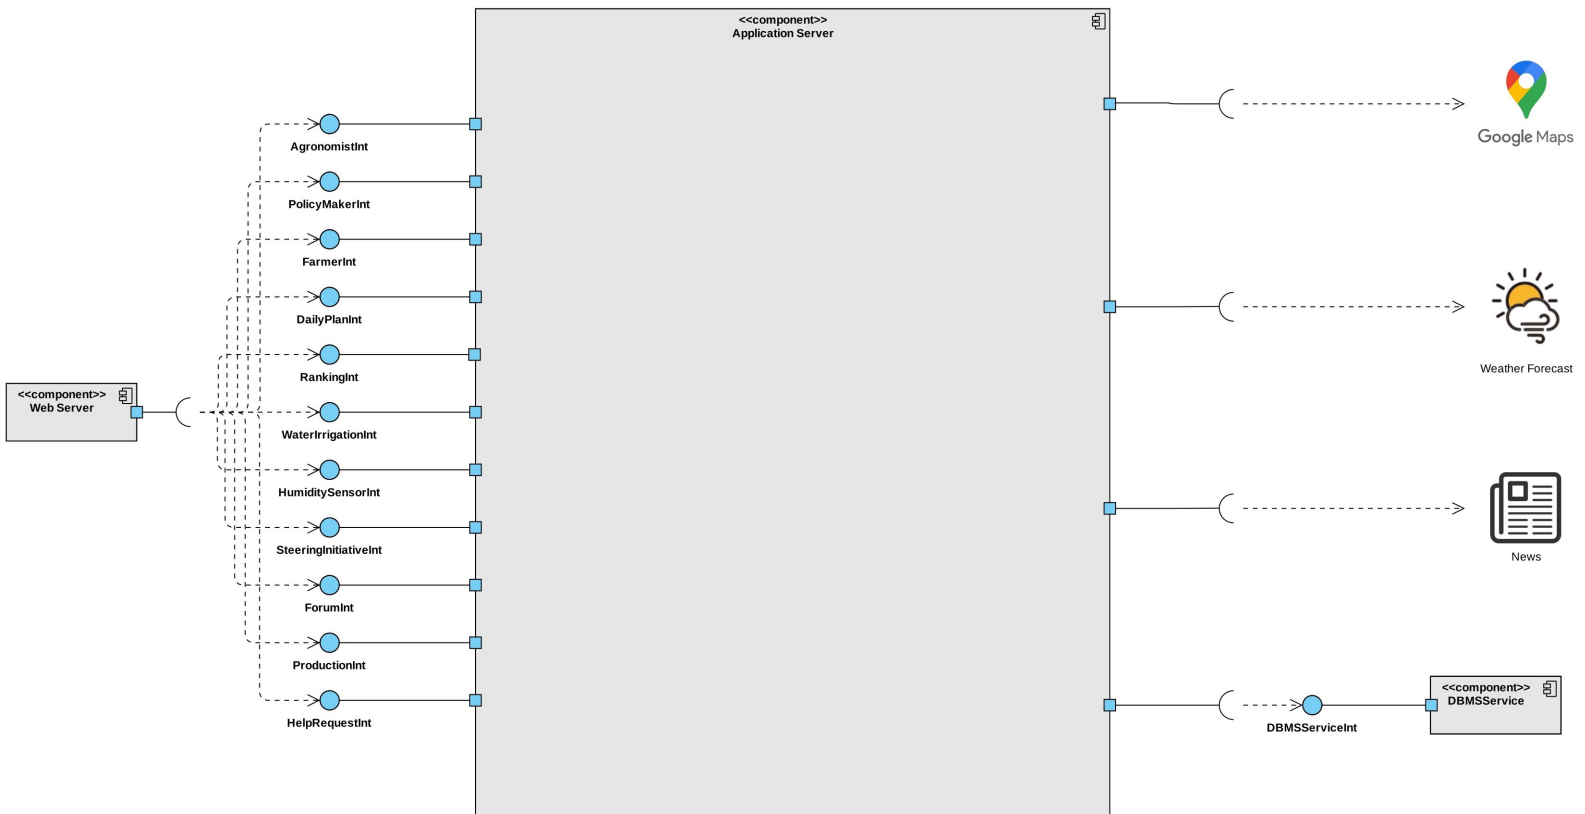 <<component>>
Application Server
Google Maps
AgronomistInt
PolicyMakerInt
FarmerInt
DailyPlanInt
RankingInt
Weather Forecast
<<component>>
Web Server
WaterIrrigationInt
HumiditySensorInt
SteeringInitiativeInt
News
ForumInt
ProductionInt
HelpRequestInt
<<component>>
DBMSService
DBMSServiceInt